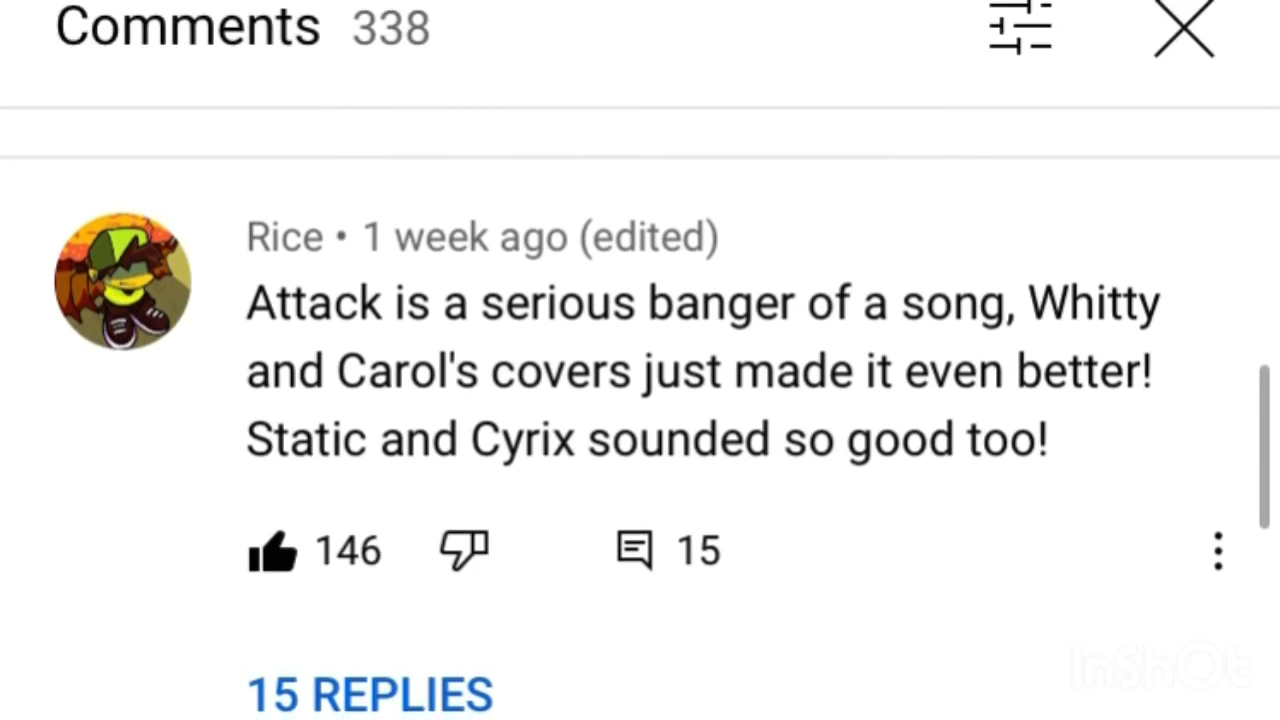 Comments 338
Rice • 1 week ago (edited)
Attack is a serious banger of a song, Whitty
and Carol's covers just made it even better!
Static and Cyrix sounded so good too!
146 15
15 REPLIES
InShOt